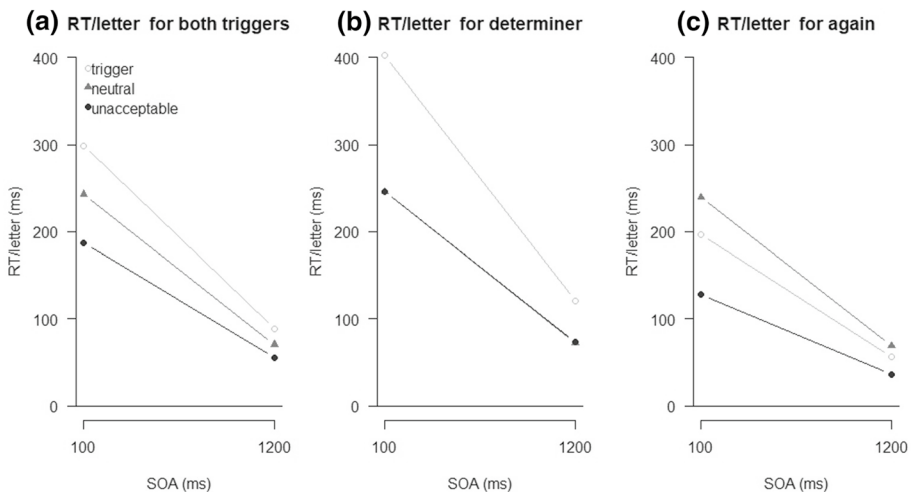 (a) RT/letter for both triggers
RT/letter (ms)
400
300
200
100
0
trigger
neutral
unacceptable
100
1200
SOA (ms)
(b) RT/letter for determiner
RT/letter (ms)
400
300
200
100
0
100
1200
SOA (ms)
(c) RT/letter for again
RT/letter (ms)
400
300
200
100
0
100
1200
SOA (ms)